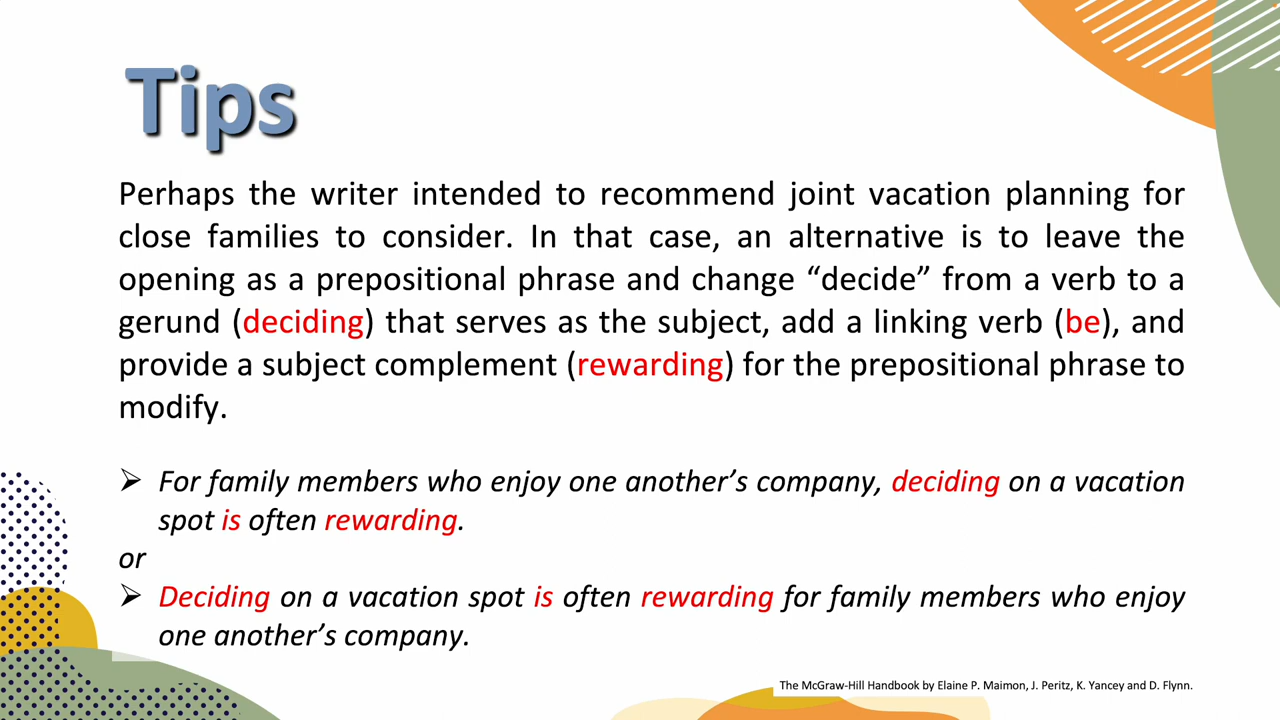 Tips
Perhaps the writer intended to recommend joint vacation planning for
close families to consider. In that case, an alternative is to leave the
opening as a prepositional phrase and change “decide” from a verb to a
gerund (deciding) that serves as the subject, add a linking verb (be), and
provide a subject complement (rewarding) for the prepositional phrase to
modify.
➢ For family members who enjoy one another’s company, deciding on a vacation
spot is often rewarding.
or
➢ Deciding on a vacation spot is often rewarding for family members who enjoy
one another’s company.
The McGraw-Hill Handbook by Elaine P. Maimon, J. Peritz, K. Yancey and D. Flynn.